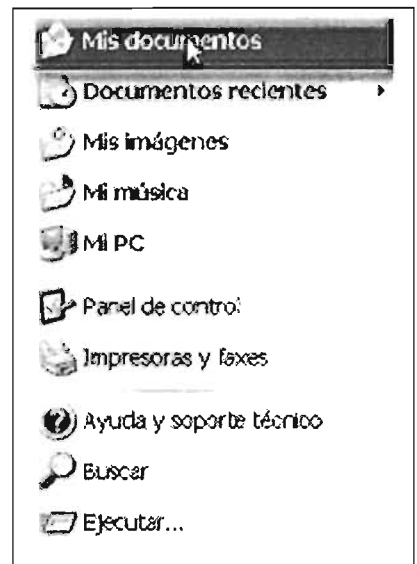 Mis documentos
Documentos recientes
Mis imágenes
Mi música
Mi PC
Panel de control
Impresoras y faxes
Ayuda y soporte técnico
Buscar
Ejecutar...